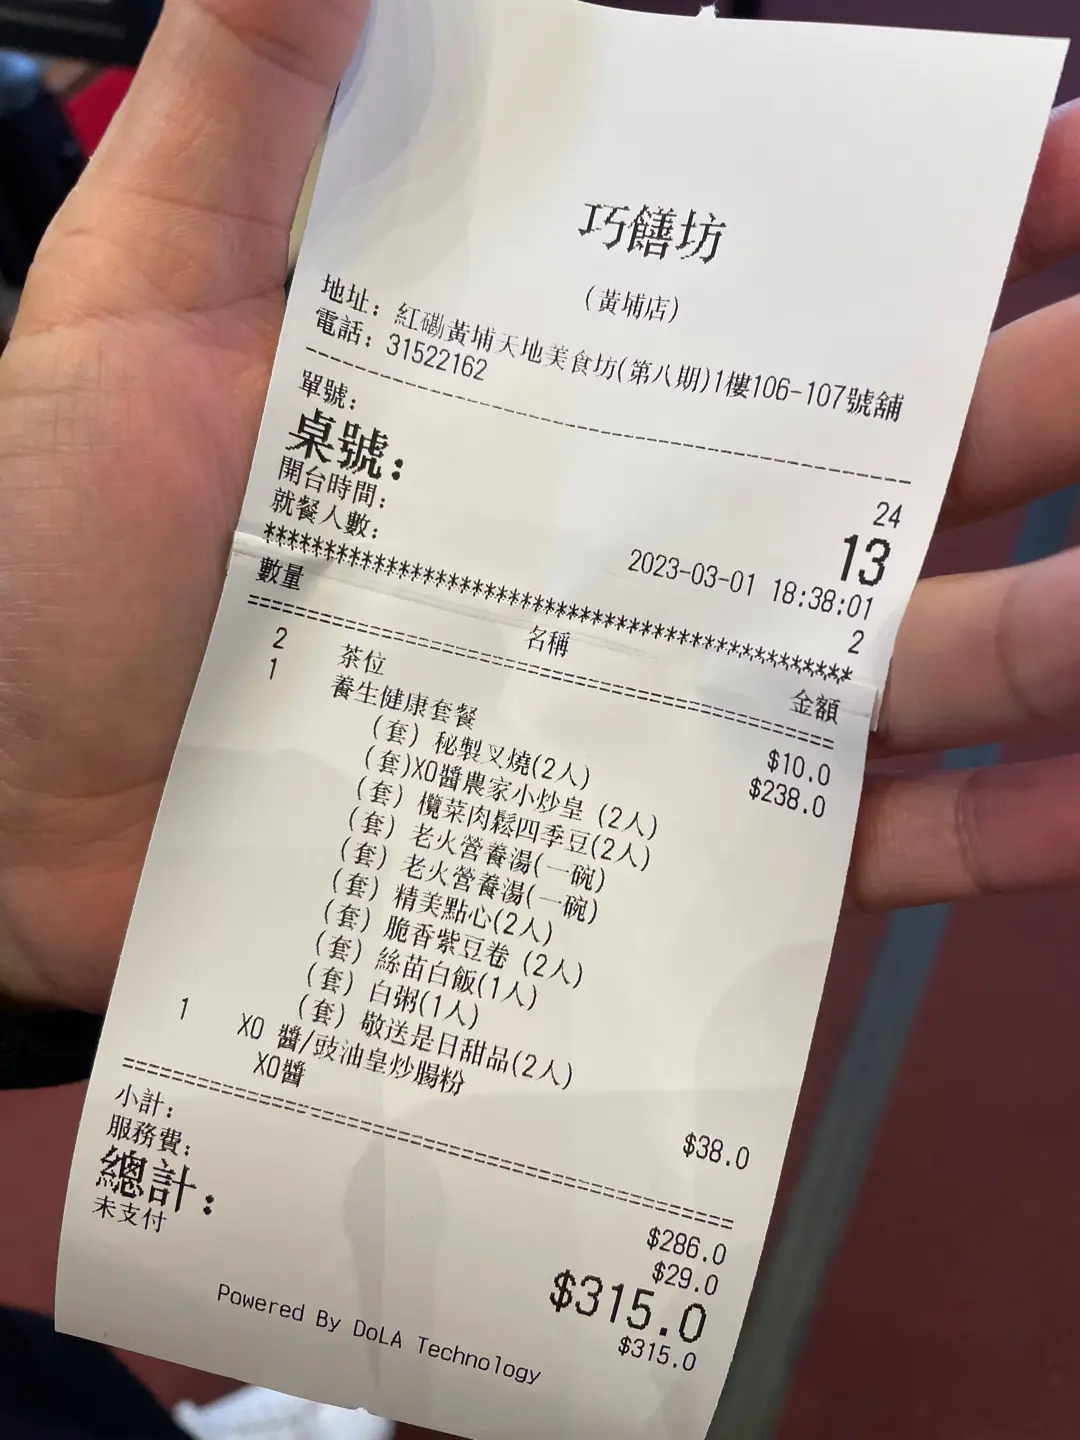 巧饍坊
(黃埔店)
地址: 紅磡黃埔天地美食坊(第八期)1樓106-107號舖
電話: 31522162
單號: 24
桌號: 13
開台時間: 2023-03-01 18:38:01
就餐人數: 2
******************************************
數量 名稱 金額
2 茶位 $10.0
1 養生健康套餐 $238.0
(套) 秘製叉燒(2人)
(套)XO醬農家小炒皇 (2人)
(套) 欖菜肉鬆四季豆(2人)
(套) 老火營養湯(一碗)
(套) 老火營養湯(一碗)
(套) 精美點心(2人)
(套) 脆香紫豆卷 (2人)
(套) 絲苗白飯(1人)
(套) 白粥(1人)
(套) 敬送是日甜品(2人)
1 XO 醬/豉油皇炒腸粉 $38.0
XO醬
小計: $286.0
服務費: $29.0
總計: $315.0
未支付 $315.0
Powered By DoLA Technology